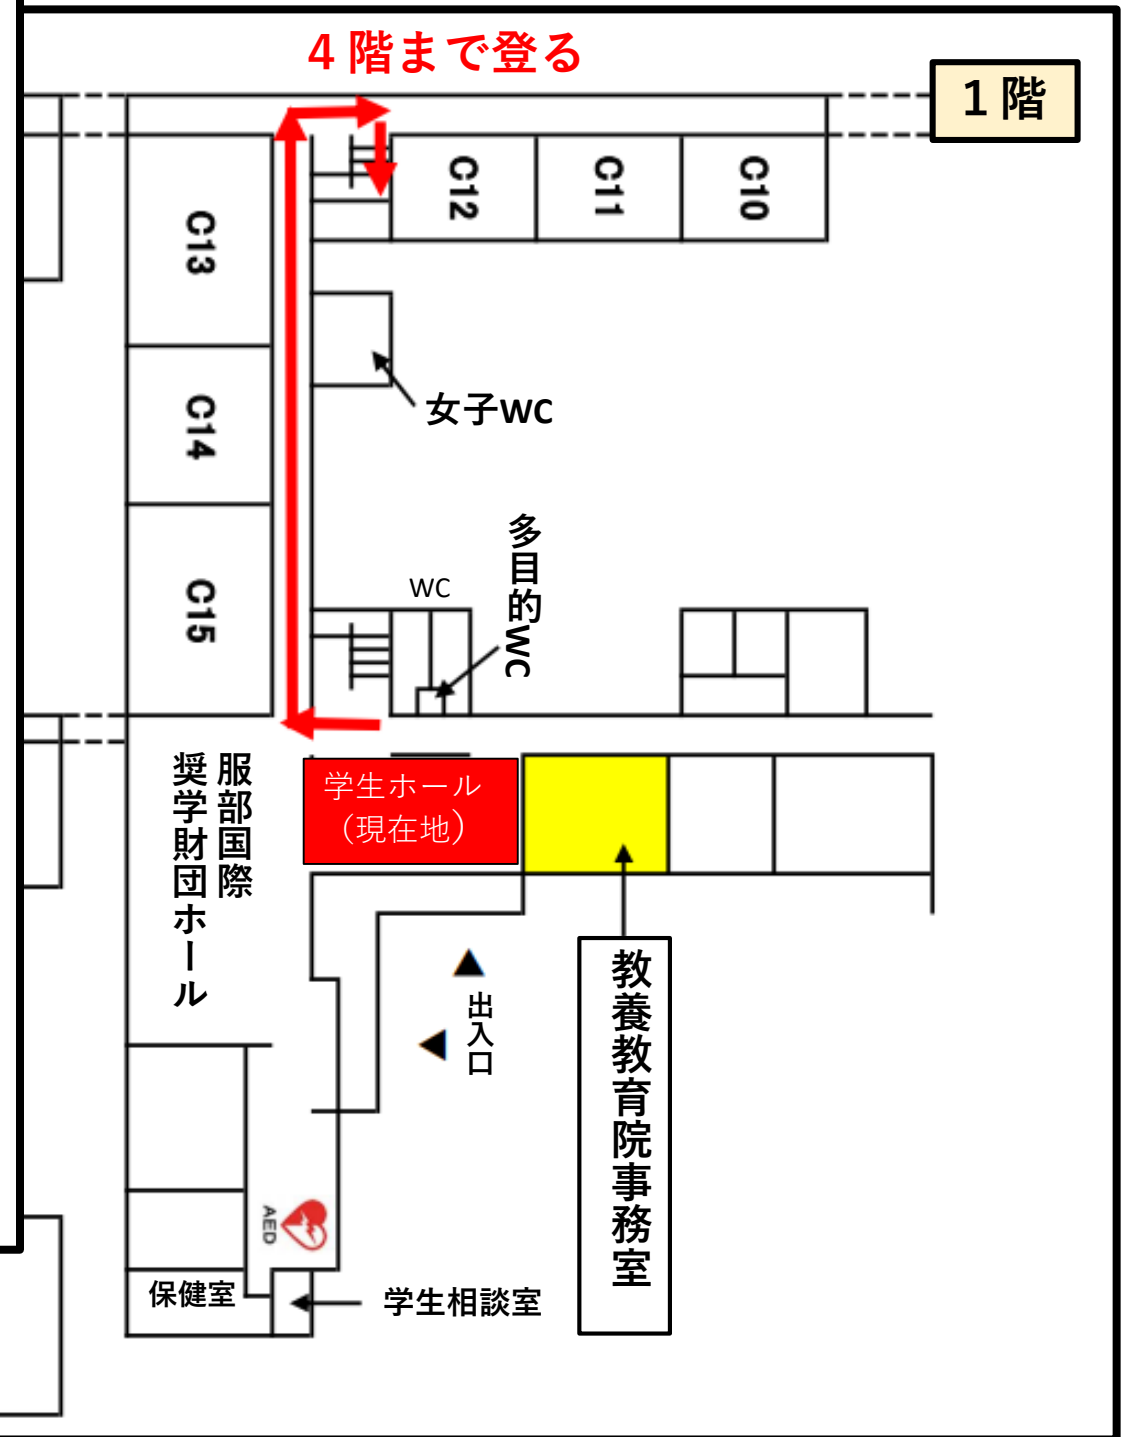 4階まで登る
1階
C12
C11
C10
C13
女子WC
C14
多目的WC
WC
C15
学生ホール
（現在地）
服部国際
奨学財団ホール
出入口
教養教育院事務室
AED
保健室
学生相談室